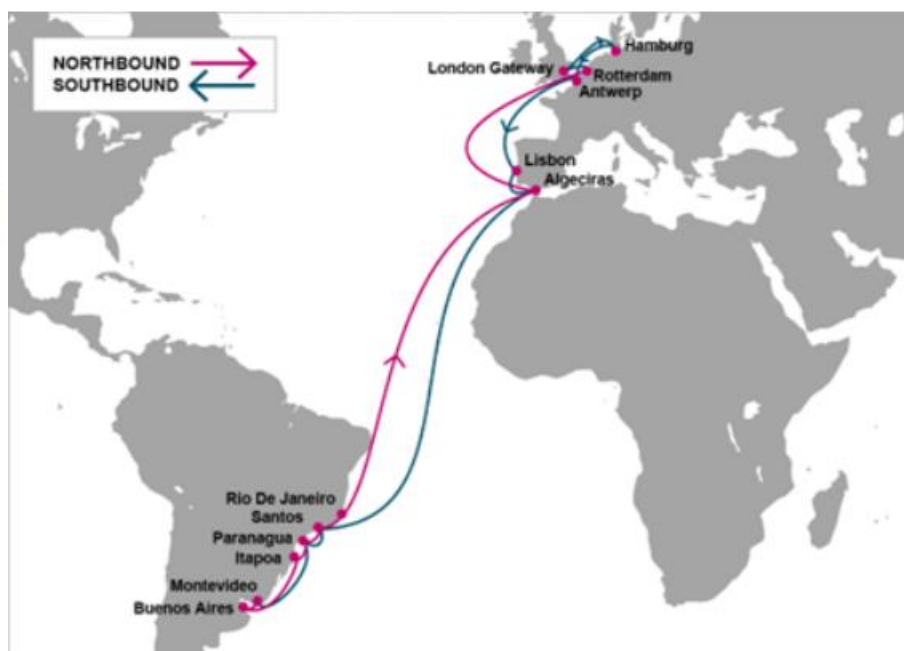 NORTHBOUND
SOUTHBOUND
Hamburg
London Gateway
Rotterdam
Antwerp
Lisbon
Algeciras
Rio De Janeiro
Santos
Paranagua
Itapoa
Montevideo
Buenos Aires